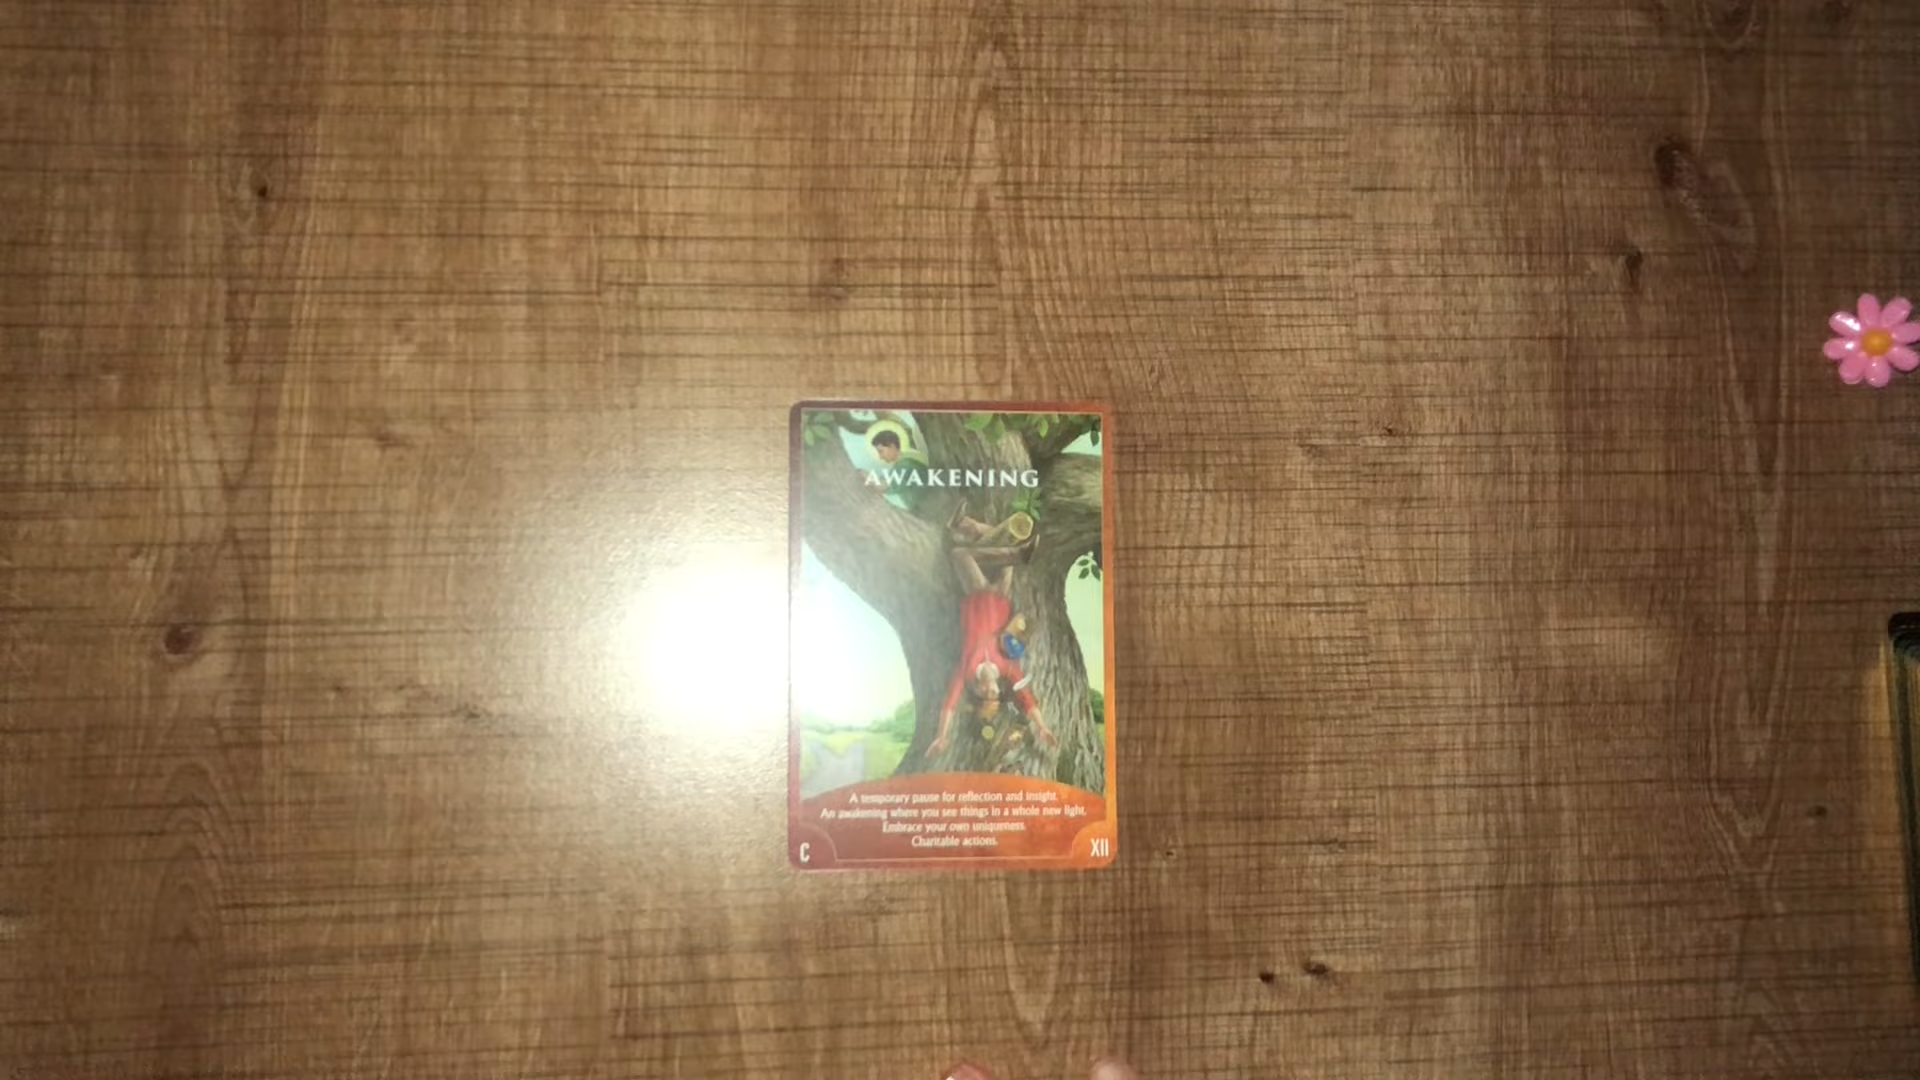 AWAKENING
A temporary pause for reflection and insight.
An awakening where you see things in a whole new light.
Embrace your own uniqueness.
Charitable actions.
C
XII